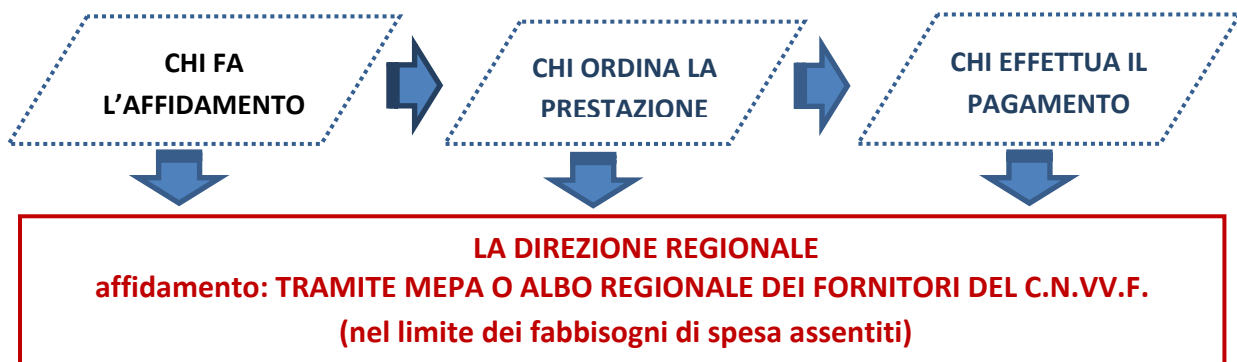 CHI FA
L’AFFIDAMENTO
CHI ORDINA LA
PRESTAZIONE
CHI EFFETTUA IL
PAGAMENTO
LA DIREZIONE REGIONALE
affidamento: TRAMITE MEPA O ALBO REGIONALE DEI FORNITORI DEL C.N.VV.F.
(nel limite dei fabbisogni di spesa assentiti)